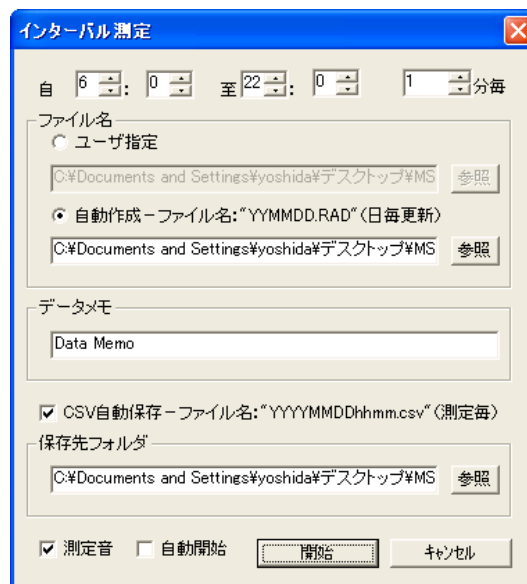 インターバル測定
自 6 : 0 至 22 : 0 1 分毎
ファイル名
ユーザ指定
C:¥Documents and Settings¥yoshida¥デスクトップ¥MS 参照
自動作成－ファイル名:"YYMMDD.RAD"(日毎更新)
C:¥Documents and Settings¥yoshida¥デスクトップ¥MS 参照
データメモ
Data Memo
CSV自動保存－ファイル名:"YYYYMMDDhhmm.csv"(測定毎)
保存先フォルダ
C:¥Documents and Settings¥yoshida¥デスクトップ¥MS 参照
測定音 自動開始 開始 キャンセル